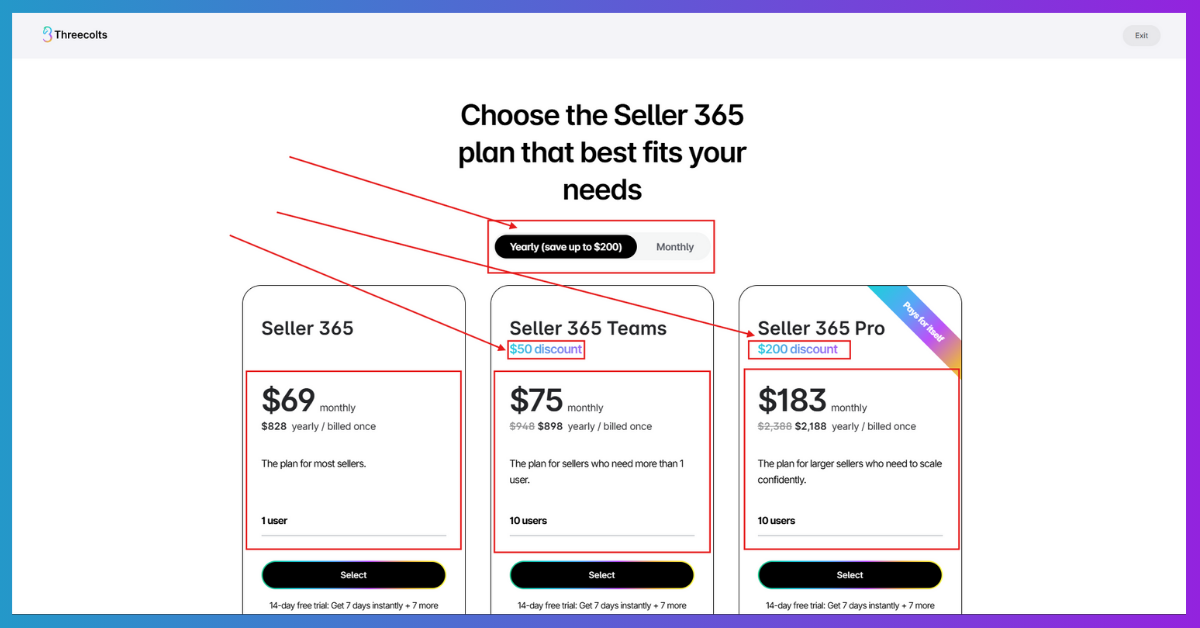 Threecolts
Exit
Choose the Seller 365
plan that best fits your
needs
Yearly (save up to $200)
Monthly
Seller 365
$69 monthly
$828 yearly / billed once
The plan for most sellers.
1 user
Select
14-day free trial: Get 7 days instantly + 7 more
Seller 365 Teams
$50 discount
$75 monthly
$948 $898 yearly / billed once
The plan for sellers who need more than 1
user.
10 users
Select
14-day free trial: Get 7 days instantly + 7 more
Seller 365 Pro
$200 discount
Pays for itself
$183 monthly
$2,388 $2,188 yearly / billed once
The plan for larger sellers who need to scale
confidently.
10 users
Select
14-day free trial: Get 7 days instantly + 7 more